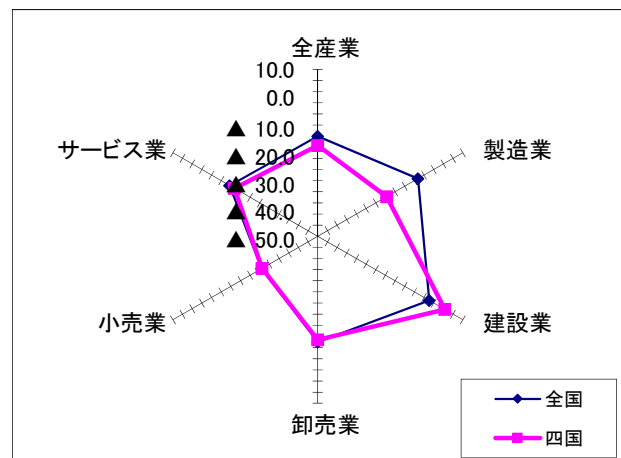 全産業
10.0
0.0
▲ 10.0
▲ 20.0
▲ 30.0
▲ 40.0
▲ 50.0
サービス業
製造業
小売業
建設業
卸売業
全国
四国